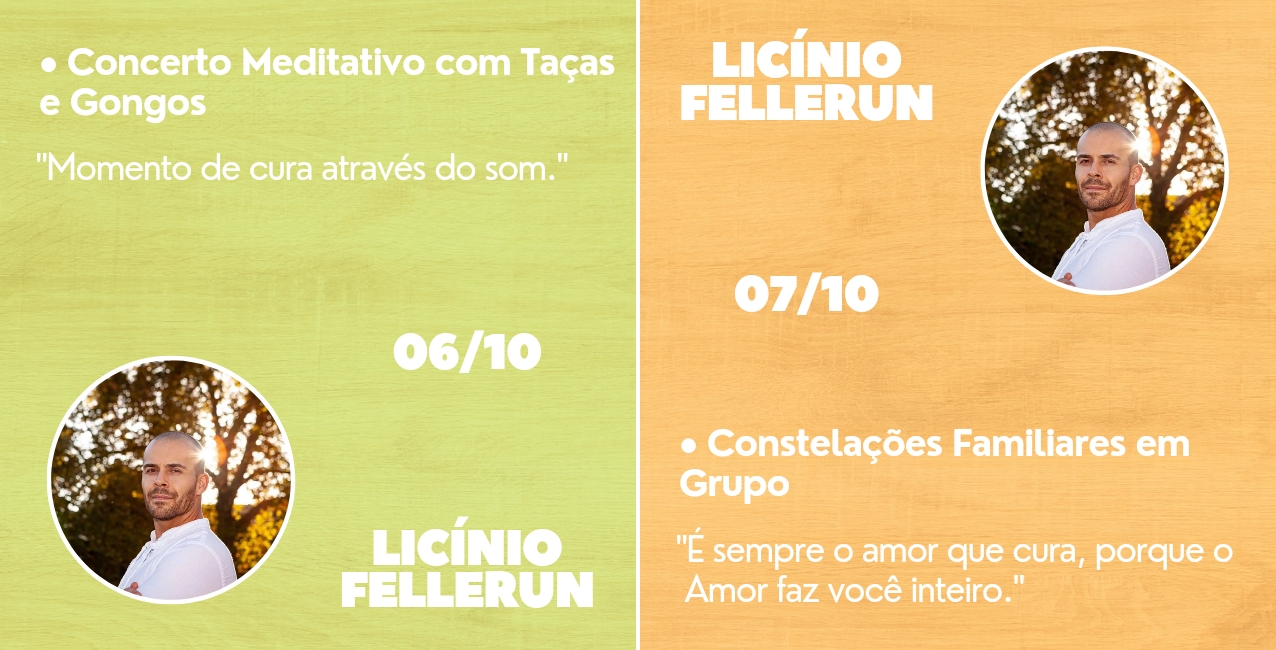 ● Concerto Meditativo com Taças
e Gongos
"Momento de cura através do som."
06/10
LICÍNIO
FELLERUN
LICÍNIO
FELLERUN
07/10
● Constelações Familiares em
Grupo
"É sempre o amor que cura, porque o
Amor faz você inteiro."